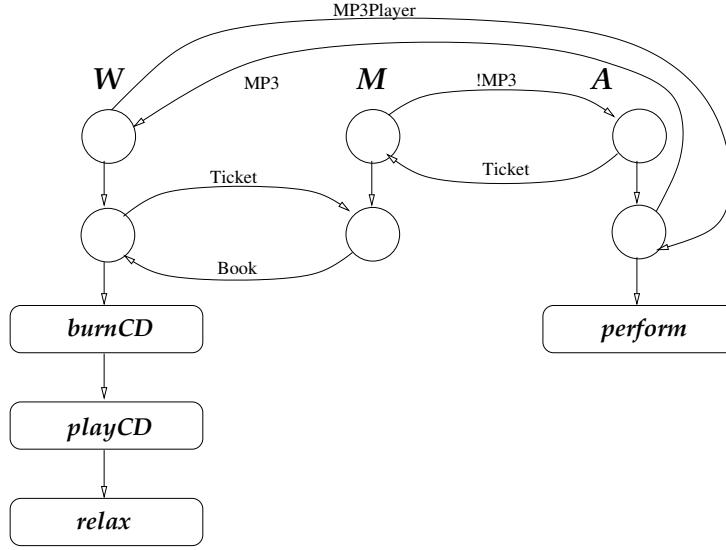 MP3Player
W
M
A
MP3
!MP3
Ticket
Ticket
Book
burnCD
perform
playCD
relax